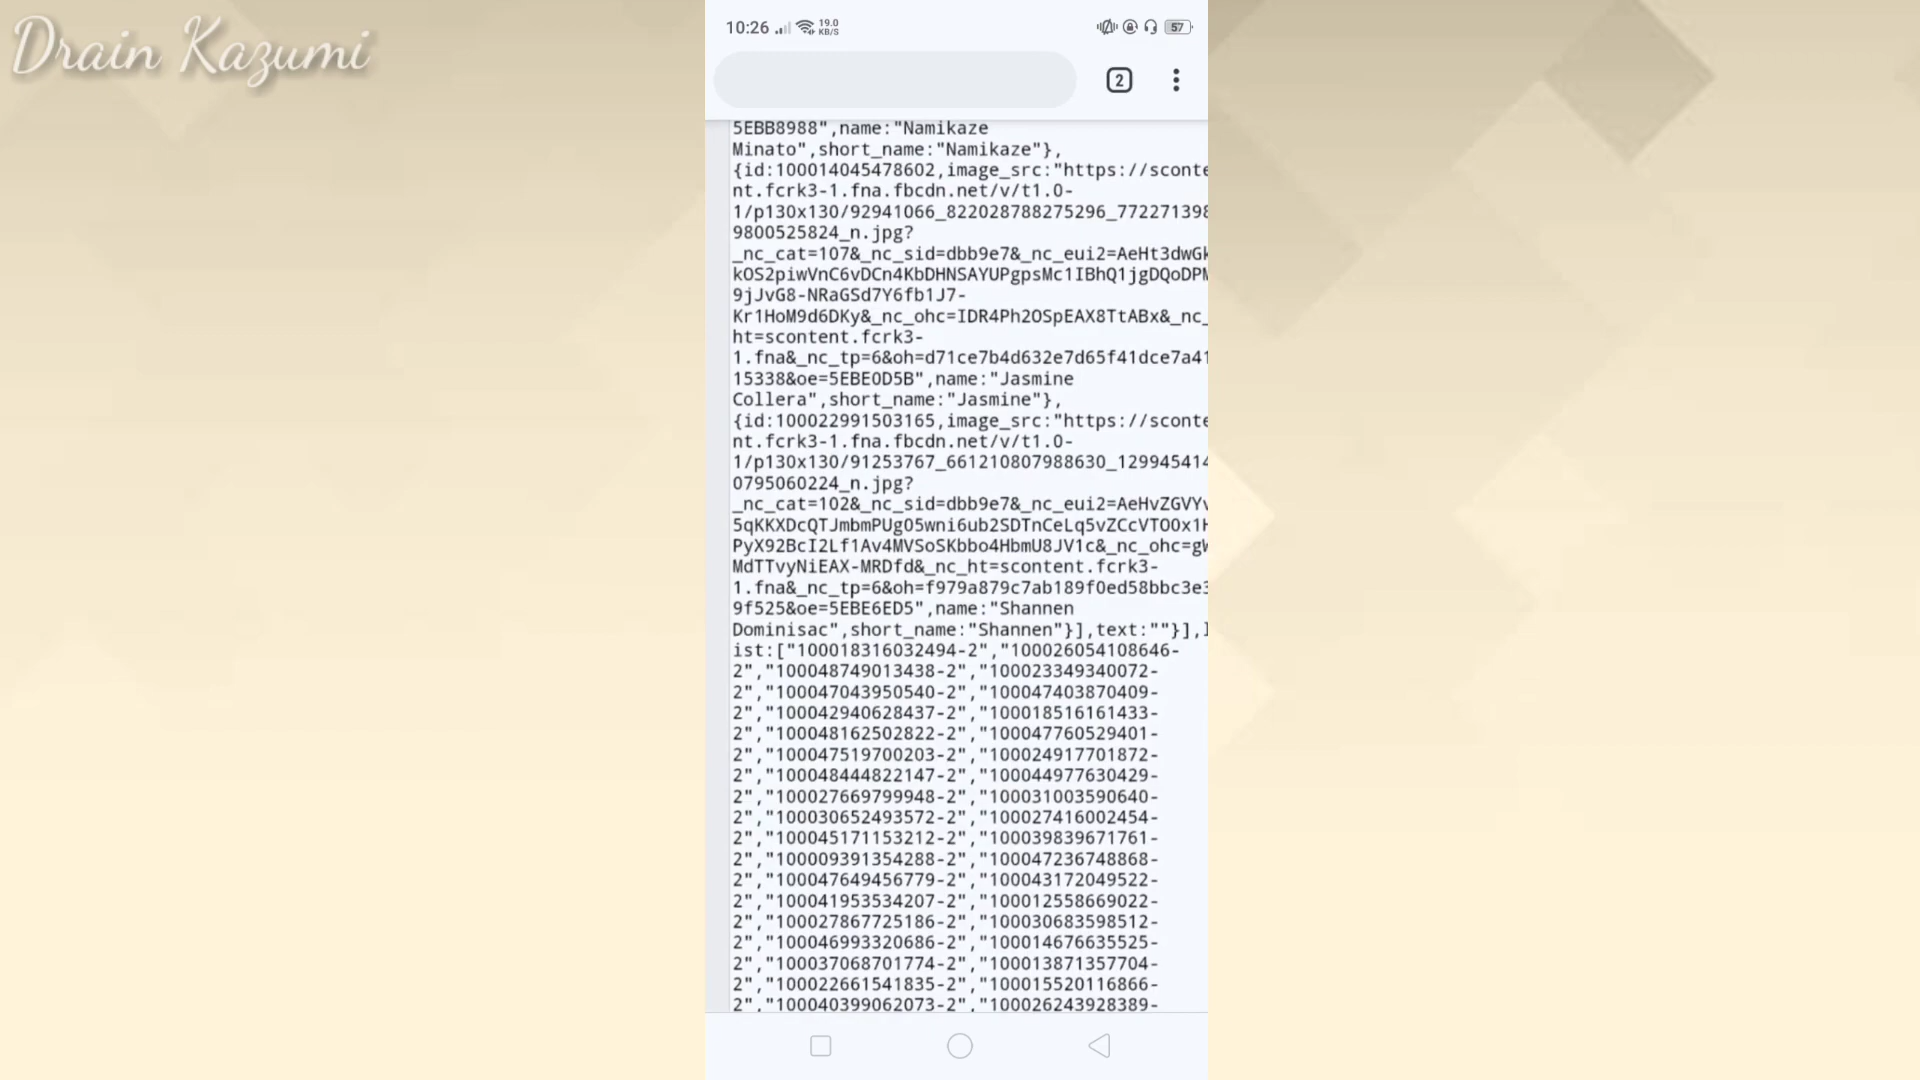 Drain Kazumi
10:26 19.0 KB/S 57
2
5EBB8988",name:"Namikaze
Minato",short_name:"Namikaze"},
{id:100014045478602,image_src:"https://sconte
nt.fcrk3-1.fna.fbcdn.net/v/t1.0-
1/p130x130/92941066_822028788275296_772271398
9800525824_n.jpg?
_nc_cat=107&_nc_sid=dbb9e7&_nc_eui2=AeHt3dwGk
kOS2piwVnC6vDCn4KbDHNSAYUPgpsMc1IBhQ1jgDQoDPM
9jJvG8-NRaGSd7Y6fb1J7-
Kr1HoM9d6DKy&_nc_ohc=IDR4Ph2OSpEAX8TtABx&_nc_
ht=scontent.fcrk3-
1.fna&_nc_tp=6&oh=d71ce7b4d632e7d65f41dce7a41
15338&oe=5EBE0D5B",name:"Jasmine
Collera",short_name:"Jasmine"},
{id:100022991503165,image_src:"https://sconte
nt.fcrk3-1.fna.fbcdn.net/v/t1.0-
1/p130x130/91253767_661210807988630_129945414
0795060224_n.jpg?
_nc_cat=102&_nc_sid=dbb9e7&_nc_eui2=AeHvZGVYv
5qKKXDcQTJmbmPUgO5wni6ub2SDTnCeLq5vZCcVTO0x1H
PyX92BcI2Lf1Av4MVSoSKbbo4HbmU8JV1c&_nc_ohc=gW
MdTTvyNiEAX-MRDfd&_nc_ht=scontent.fcrk3-
1.fna&_nc_tp=6&oh=f979a879c7ab189f0ed58bbc3e3
9f525&oe=5EBE6ED5",name:"Shannen
Dominisac",short_name:"Shannen"}],text:""}],l
ist:["100018316032494-2","100026054108646-
2","100048749013438-2","100023349340072-
2","100047043950540-2","100047403870409-
2","100042940628437-2","100018516161433-
2","100048162502822-2","100047760529401-
2","100047519700203-2","100024917701872-
2","100048444822147-2","100044977630429-
2","100027669799948-2","100031003590640-
2","100030652493572-2","100027416002454-
2","100045171153212-2","100039839671761-
2","100009391354288-2","100047236748868-
2","100047649456779-2","100043172049522-
2","100041953534207-2","100012558669022-
2","100027867725186-2","100030683598512-
2","100046993320686-2","100014676635525-
2","100037068701774-2","100013871357704-
2","100022661541835-2","100015520116866-
2","100040399062073-2","100026243928389-